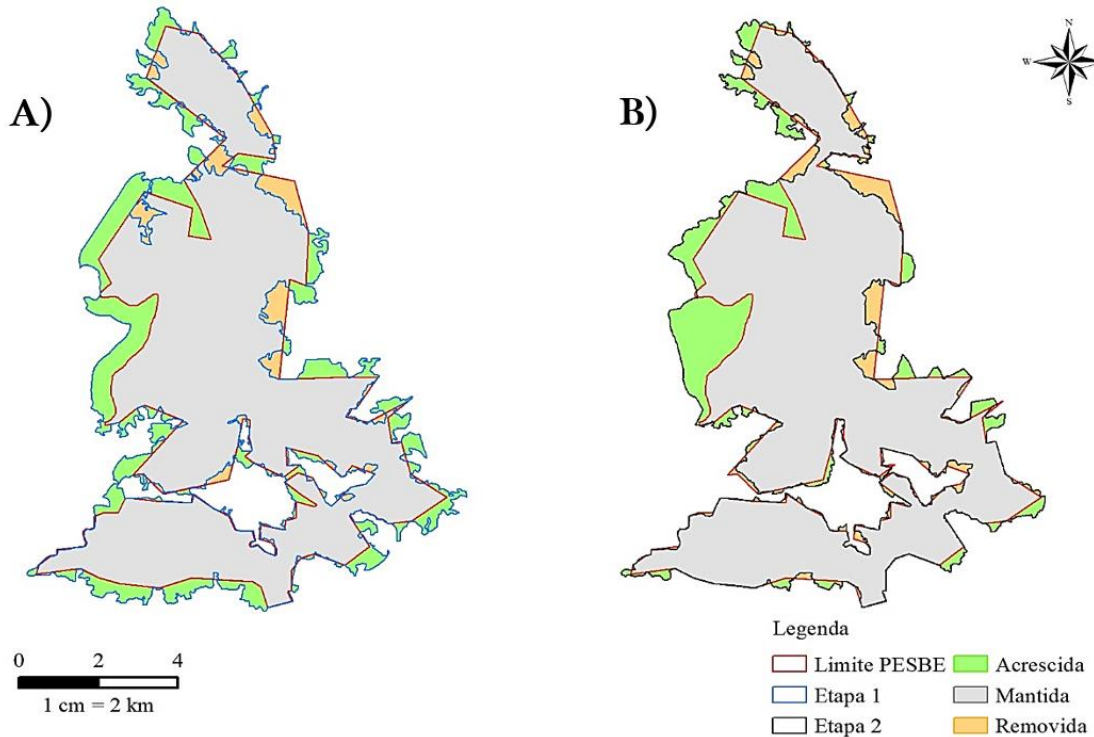 A)
B)
N
W
E
S
0 2 4
1 cm = 2 km
Legenda
Limite PESBE
Etapa 1
Etapa 2
Acrescida
Mantida
Removida